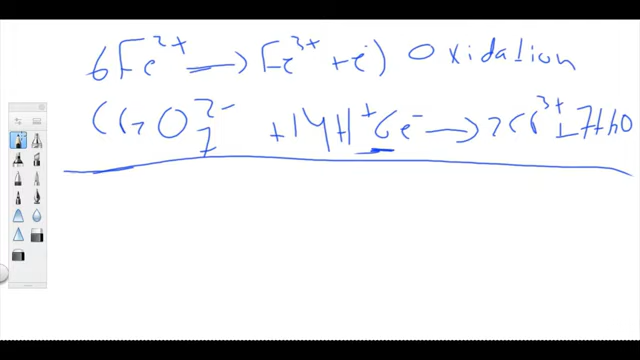 6Fe²⁺ → Fe³⁺ + e⁻) Oxidation
Cr₂O₇²⁻ + 14H⁺ 6e⁻ → 2Cr³⁺ + 7H₂O